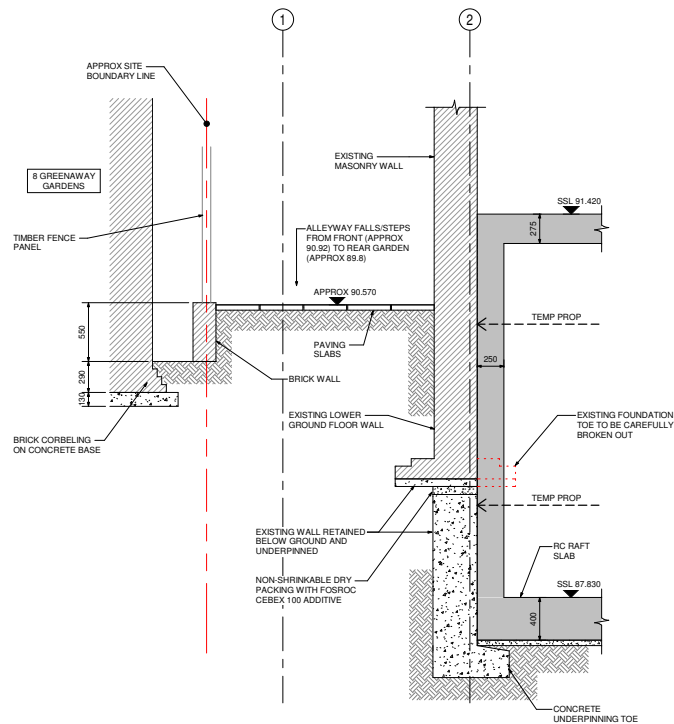 1
2
APPROX SITE
BOUNDARY LINE
EXISTING
MASONRY WALL
8 GREENAWAY
GARDENS
SSL 91.420
275
TIMBER FENCE
PANEL
ALLEYWAY FALLS/STEPS
FROM FRONT (APPROX
90.92) TO REAR GARDEN
(APPROX 89.8)
APPROX 90.570
550
TEMP PROP
PAVING
SLABS
250
290
BRICK WALL
130
EXISTING LOWER
GROUND FLOOR WALL
EXISTING FOUNDATION
TOE TO BE CAREFULLY
BROKEN OUT
BRICK CORBELING
ON CONCRETE BASE
TEMP PROP
EXISTING WALL RETAINED
BELOW GROUND AND
UNDERPINNED
RC RAFT
SLAB
NON-SHRINKABLE DRY
PACKING WITH FOSROC
CEBEX 100 ADDITIVE
SSL 87.830
400
CONCRETE
UNDERPINNING TOE